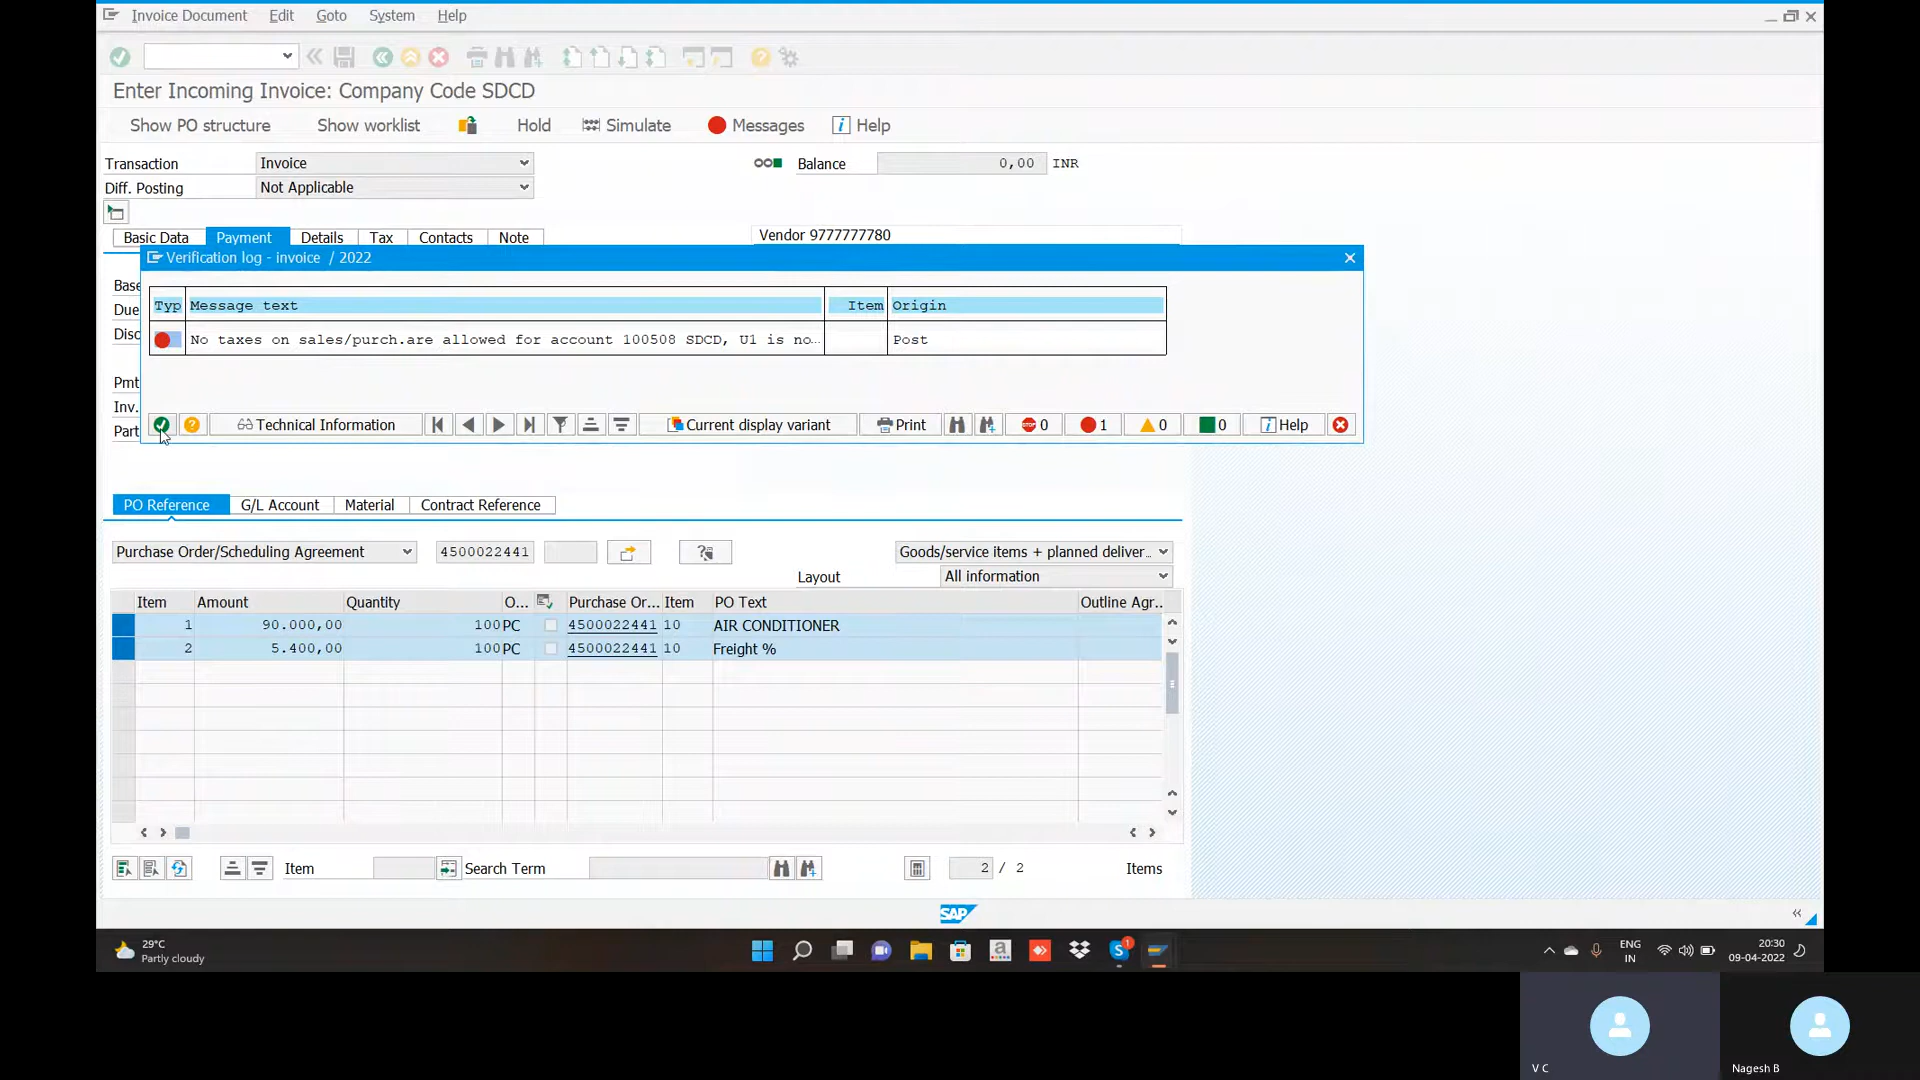 Invoice Document Edit Goto System Help
Enter Incoming Invoice: Company Code SDCD
Show PO structure Show worklist Hold Simulate Messages Help
Transaction Invoice Balance 0,00 INR
Diff. Posting Not Applicable
Basic Data Payment Details Tax Contacts Note Vendor 9777777780
Verification log - invoice / 2022
Base
Due
Disc
Pmt
Inv.
Part
Typ Message text Item Origin
No taxes on sales/purch.are allowed for account 100508 SDCD, U1 is no... Post
Technical Information Current display variant Print STOP 0 1 0 0 Help
PO Reference G/L Account Material Contract Reference
Purchase Order/Scheduling Agreement 4500022441 Goods/service items + planned deliver...
Layout All information
Item Amount Quantity O... Purchase Or... Item PO Text Outline Agr..
1 90.000,00 100 PC 4500022441 10 AIR CONDITIONER
2 5.400,00 100 PC 4500022441 10 Freight %
Item Search Term 2 / 2 Items
SAP
29°C
Partly cloudy
a
S 1
ENG
IN
20:30
09-04-2022
V C
Nagesh B